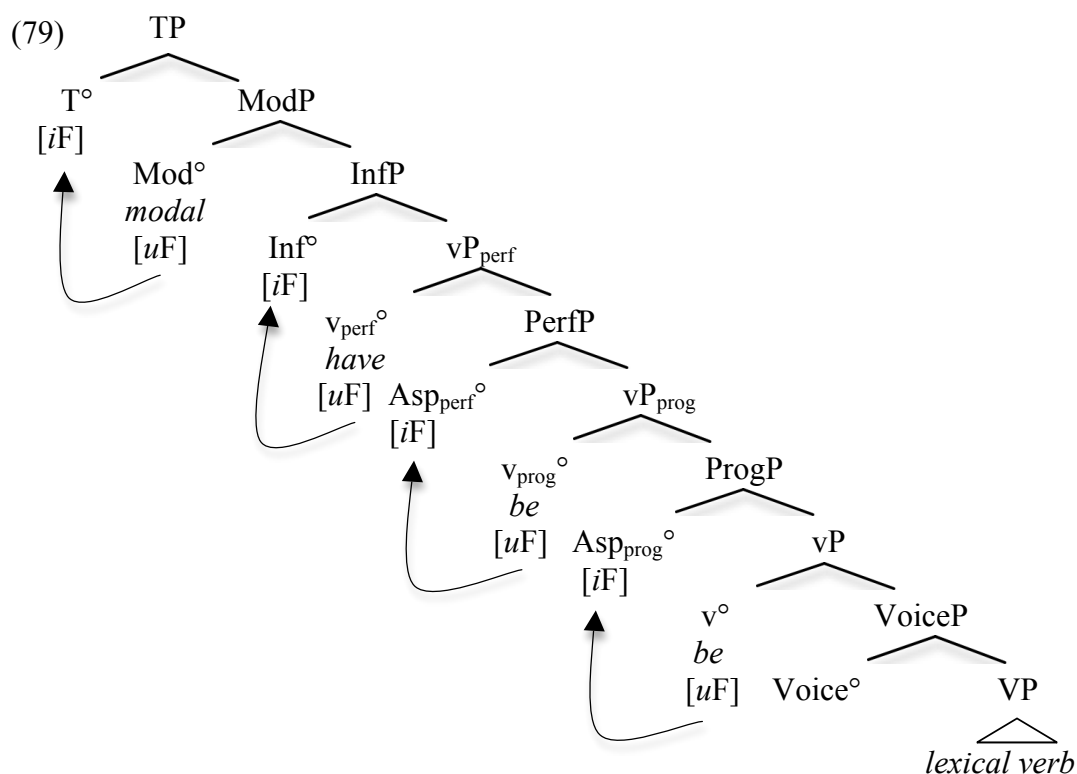 (79) TP
T° ModP
[iF]
Mod° InfP
modal
[uF] Inf° vPperf
[iF]
vperf° PerfP
have
[uF] Aspperf° vPprog
[iF]
vprog° ProgP
be
[uF] Aspprog° vP
[iF]
v° VoiceP
be
[uF] Voice° VP
lexical verb